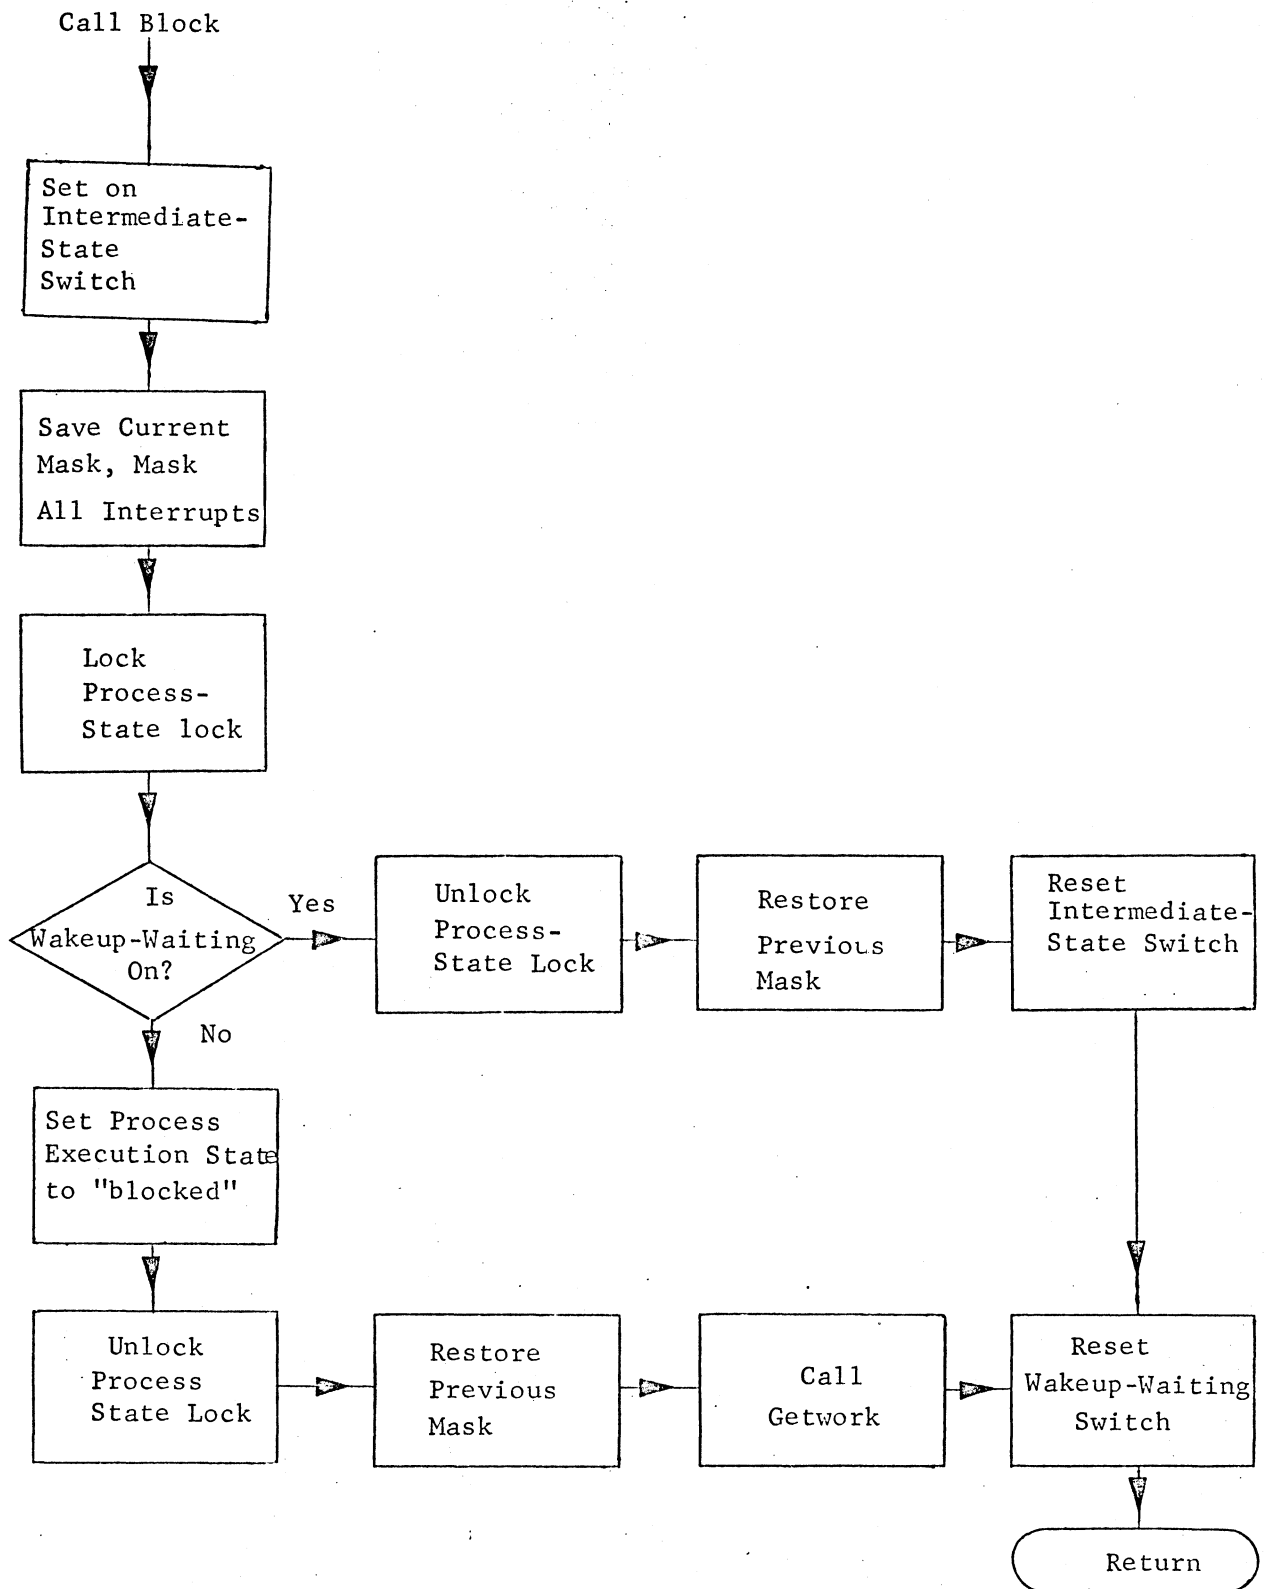 Call Block
Set on
Intermediate-
State
Switch
Save Current
Mask, Mask
All Interrupts
Lock
Process-
State lock
Is
Wakeup-Waiting
On?
Yes
Unlock
Process-
State Lock
Restore
Previous
Mask
Reset
Intermediate-
State Switch
No
Set Process
Execution State
to "blocked"
Unlock
Process
State Lock
Restore
Previous
Mask
Call
Getwork
Reset
Wakeup-Waiting
Switch
Return